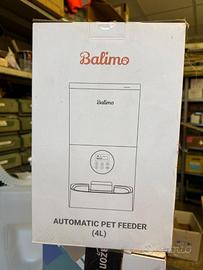 Balimo
Balimo
AUTOMATIC PET FEEDER
(4L)